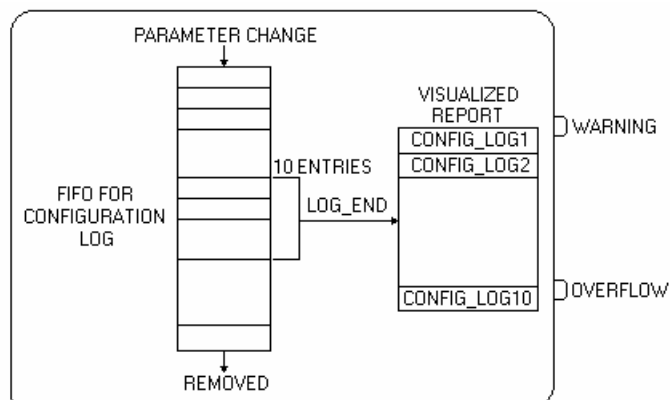 PARAMETER CHANGE
VISUALIZED
REPORT
WARNING
CONFIG_LOG1
10 ENTRIES
CONFIG_LOG2
FIFO FOR
CONFIGURATION
LOG
LOG_END
OVERFLOW
CONFIG_LOG10
REMOVED